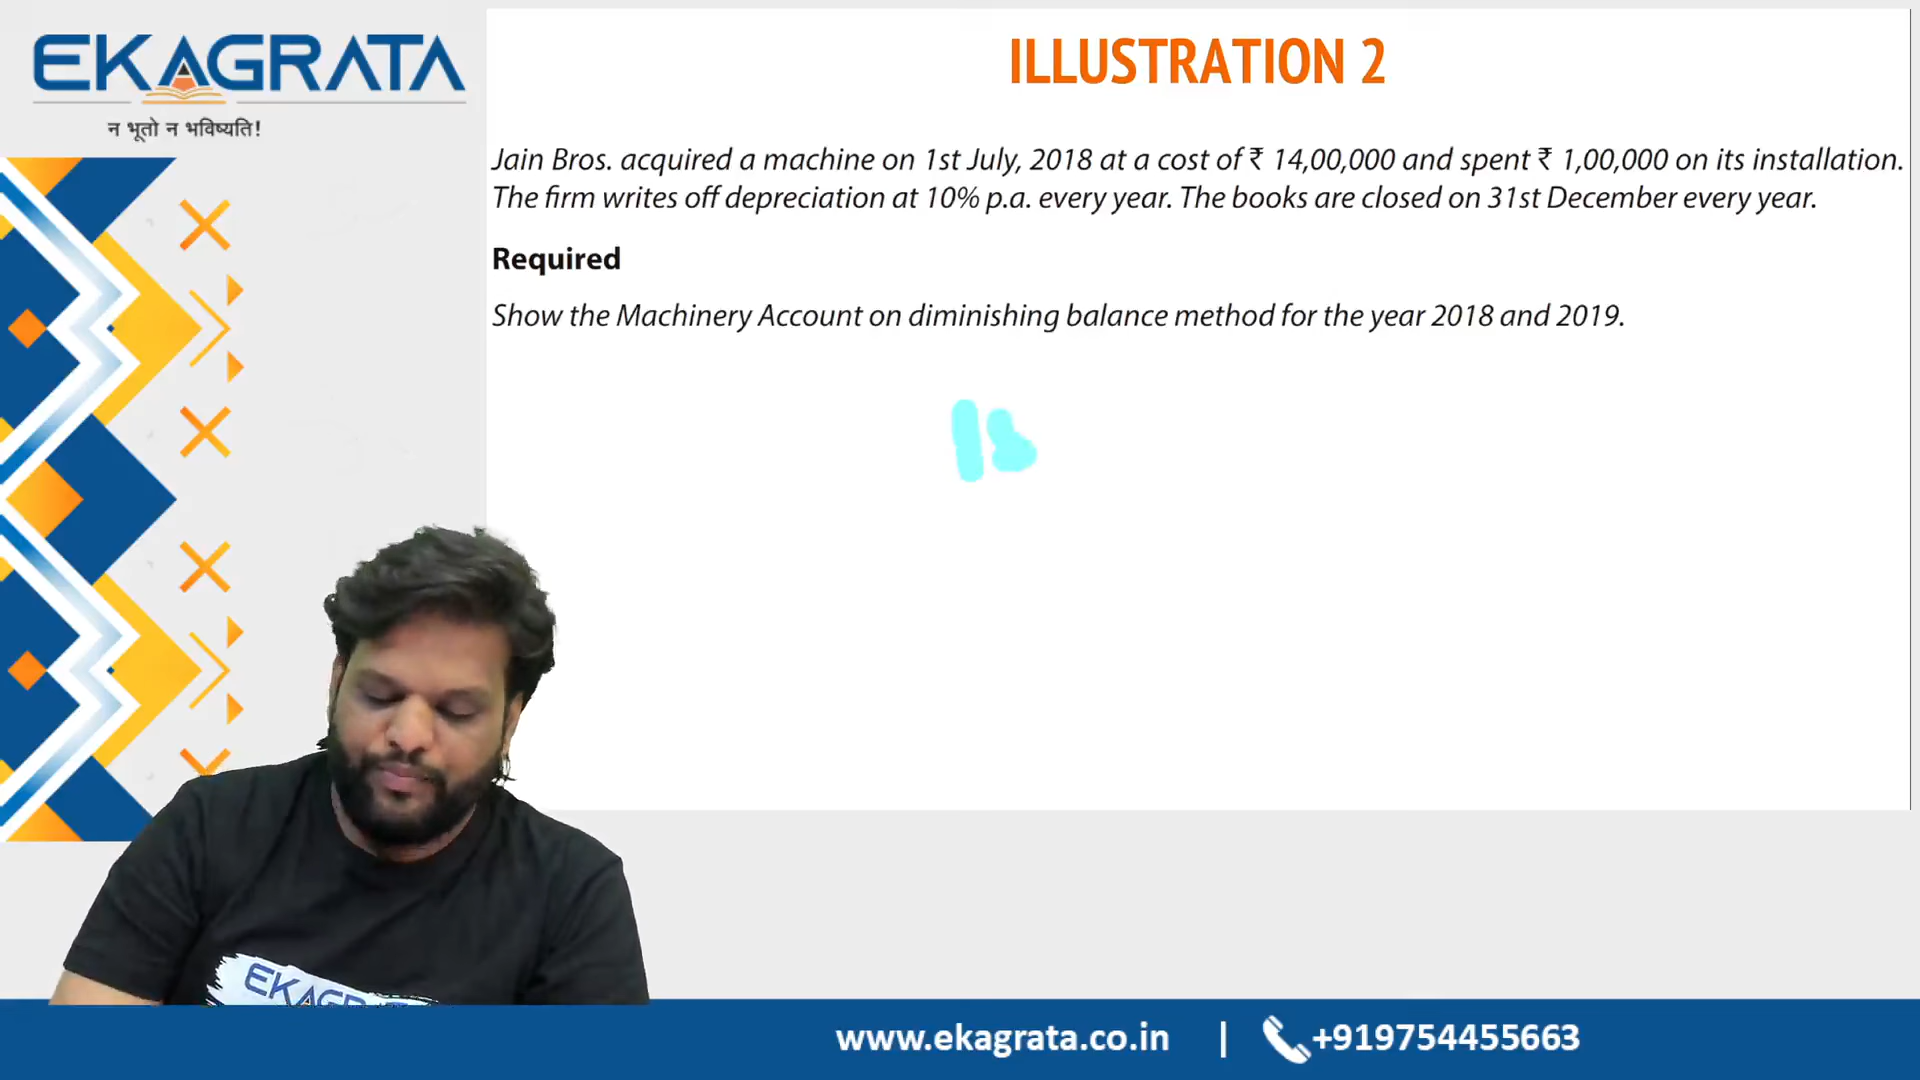 EKAGRATA
न भूतो न भविष्यति!
ILLUSTRATION 2
Jain Bros. acquired a machine on 1st July, 2018 at a cost of ₹ 14,00,000 and spent ₹ 1,00,000 on its installation.
The firm writes off depreciation at 10% p.a. every year. The books are closed on 31st December every year.
Required
Show the Machinery Account on diminishing balance method for the year 2018 and 2019.
EKAGRATA
www.ekagrata.co.in | +919754455663